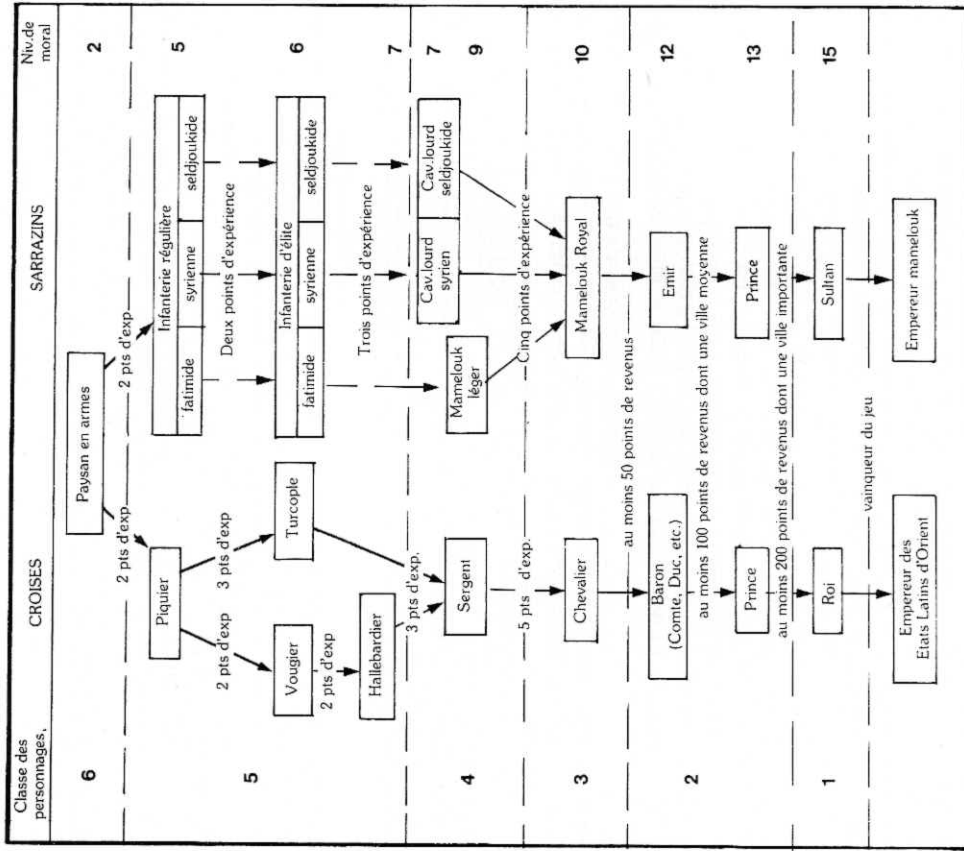 Classe des
personnages,
CROISES
SARRAZINS
Niv.de
moral
6
Paysan en armes
2
2 pts d'exp
2 pts d'exp.
5
Piquier
Infanterie régulière
fatimide
syrienne
seldjoukide
5
2 pts d'exp
3 pts d'exp
Deux points d'expérience
Vougier
Turcople
Infanterie d'élite
fatimide
syrienne
seldjoukide
6
2 pts d'exp
Hallebardier
Trois points d'expérience
7
3 pts d'exp.
4
Sergent
Mamelouk
léger
Cav.lourd
syrien
Cav.lourd
seldjoukide
7
9
5 pts d'exp.
Cinq points d'expérience
3
Chevalier
Mamelouk Royal
10
au moins 50 points de revenus
2
Baron
(Comte, Duc, etc.)
Emir
12
au moins 100 points de revenus dont une ville moyenne
Prince
Prince
13
au moins 200 points de revenus dont une ville importante
1
Roi
Sultan
15
vainqueur du jeu
Empereur des
Etats Latins d'Orient
Empereur mamelouk